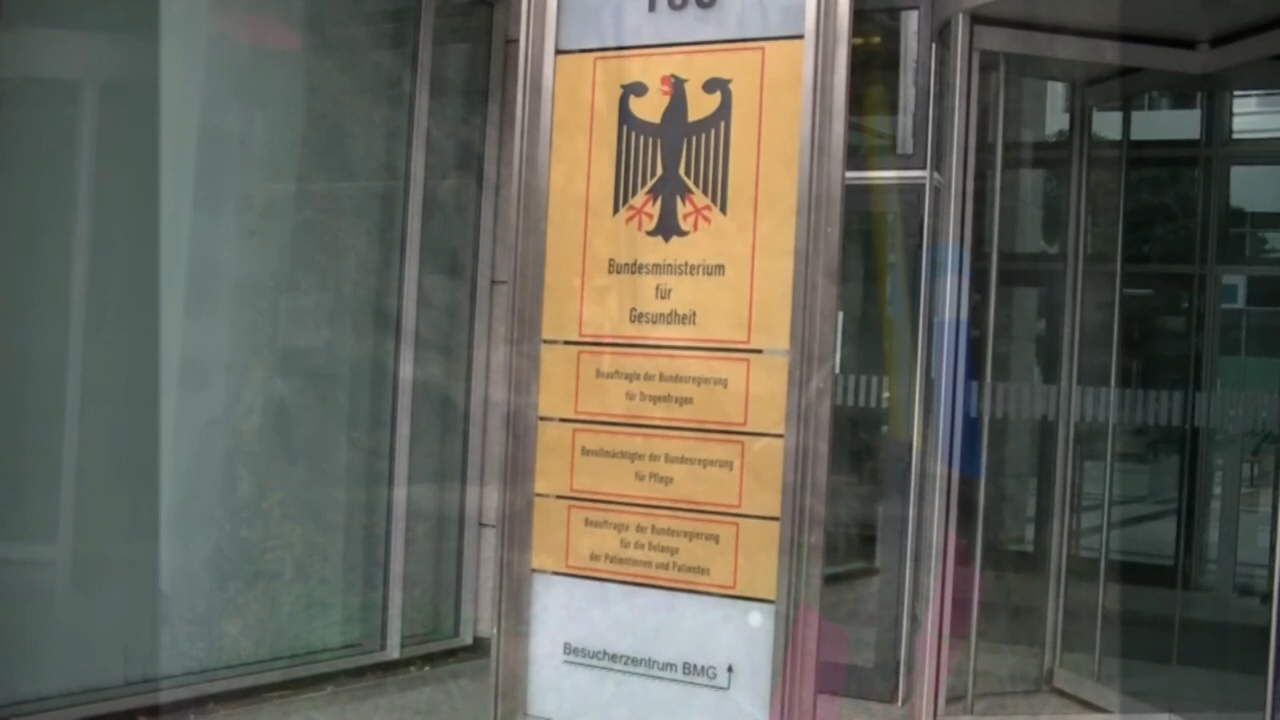 Bundesministerium
für
Gesundheit
Beauftragte der Bundesregierung
für Drogenfragen
Bevollmächtigter der Bundesregierung
für Pflege
Beauftragte der Bundesregierung
für die Belange
der Patientinnen und Patienten
Besucherzentrum BMG